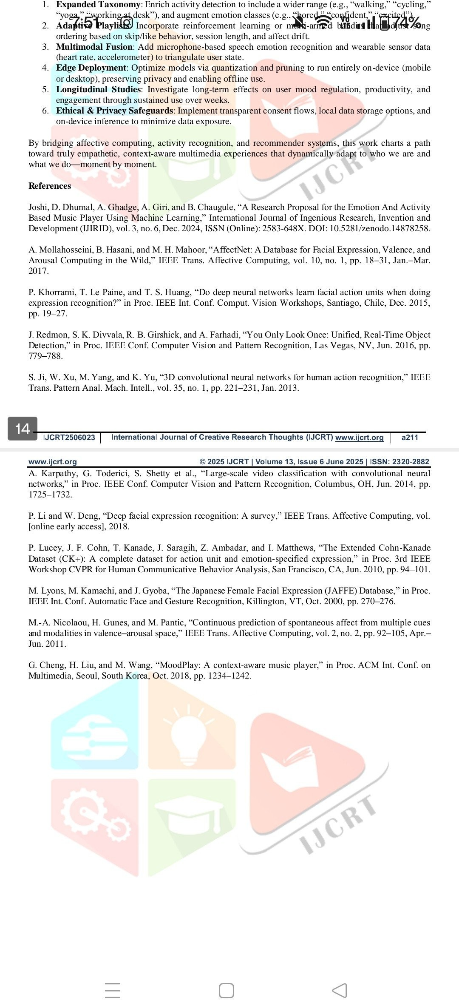 1. Expanded Taxonomy: Enrich activity detection to include a wider range (e.g., “walking,” “cycling,”
“yoga,” “working at desk”), and augment emotion classes (e.g., “bored,” “confident,” “excited”).
7:51 Vo LTE 74%
2. Adaptive Playlists: Incorporate reinforcement learning or multi-armed bandits that adjust song
ordering based on skip/like behavior, session length, and affect drift.
3. Multimodal Fusion: Add microphone-based speech emotion recognition and wearable sensor data
(heart rate, accelerometer) to triangulate user state.
4. Edge Deployment: Optimize models via quantization and pruning to run entirely on-device (mobile
or desktop), preserving privacy and enabling offline use.
5. Longitudinal Studies: Investigate long-term effects on user mood regulation, productivity, and
engagement through sustained use over weeks.
6. Ethical & Privacy Safeguards: Implement transparent consent flows, local data storage options, and
on-device inference to minimize data exposure.
By bridging affective computing, activity recognition, and recommender systems, this work charts a path
toward truly empathetic, context-aware multimedia experiences that dynamically adapt to who we are and
what we do—moment by moment.
IJCRT
References
Joshi, D. Dhumal, A. Ghadge, A. Giri, and B. Chaugule, “A Research Proposal for the Emotion And Activity
Based Music Player Using Machine Learning,” International Journal of Ingenious Research, Invention and
Development (IJIRID), vol. 3, no. 6, Dec. 2024, ISSN (Online): 2583-648X. DOI: 10.5281/zenodo.14878258.
A. Mollahosseini, B. Hasani, and M. H. Mahoor, “AffectNet: A Database for Facial Expression, Valence, and
Arousal Computing in the Wild,” IEEE Trans. Affective Computing, vol. 10, no. 1, pp. 18–31, Jan.–Mar.
2017.
P. Khorrami, T. Le Paine, and T. S. Huang, “Do deep neural networks learn facial action units when doing
expression recognition?” in Proc. IEEE Int. Conf. Comput. Vision Workshops, Santiago, Chile, Dec. 2015,
pp. 19–27.
J. Redmon, S. K. Divvala, R. B. Girshick, and A. Farhadi, “You Only Look Once: Unified, Real-Time Object
Detection,” in Proc. IEEE Conf. Computer Vision and Pattern Recognition, Las Vegas, NV, Jun. 2016, pp.
779–788.
S. Ji, W. Xu, M. Yang, and K. Yu, “3D convolutional neural networks for human action recognition,” IEEE
Trans. Pattern Anal. Mach. Intell., vol. 35, no. 1, pp. 221–231, Jan. 2013.
14
IJCRT2506023 International Journal of Creative Research Thoughts (IJCRT) www.ijcrt.org a211
www.ijcrt.org © 2025 IJCRT | Volume 13, Issue 6 June 2025 | ISSN: 2320-2882
A. Karpathy, G. Toderici, S. Shetty et al., “Large-scale video classification with convolutional neural
networks,” in Proc. IEEE Conf. Computer Vision and Pattern Recognition, Columbus, OH, Jun. 2014, pp.
1725–1732.
P. Li and W. Deng, “Deep facial expression recognition: A survey,” IEEE Trans. Affective Computing, vol.
[online early access], 2018.
P. Lucey, J. F. Cohn, T. Kanade, J. Saragih, Z. Ambadar, and I. Matthews, “The Extended Cohn-Kanade
Dataset (CK+): A complete dataset for action unit and emotion-specified expression,” in Proc. 3rd IEEE
Workshop CVPR for Human Communicative Behavior Analysis, San Francisco, CA, Jun. 2010, pp. 94–101.
M. Lyons, M. Kamachi, and J. Gyoba, “The Japanese Female Facial Expression (JAFFE) Database,” in Proc.
IEEE Int. Conf. Automatic Face and Gesture Recognition, Killington, VT, Oct. 2000, pp. 270–276.
M.-A. Nicolaou, H. Gunes, and M. Pantic, “Continuous prediction of spontaneous affect from multiple cues
and modalities in valence–arousal space,” IEEE Trans. Affective Computing, vol. 2, no. 2, pp. 92–105, Apr.–
Jun. 2011.
G. Cheng, H. Liu, and M. Wang, “MoodPlay: A context-aware music player,” in Proc. ACM Int. Conf. on
Multimedia, Seoul, South Korea, Oct. 2018, pp. 1234–1242.
IJCRT